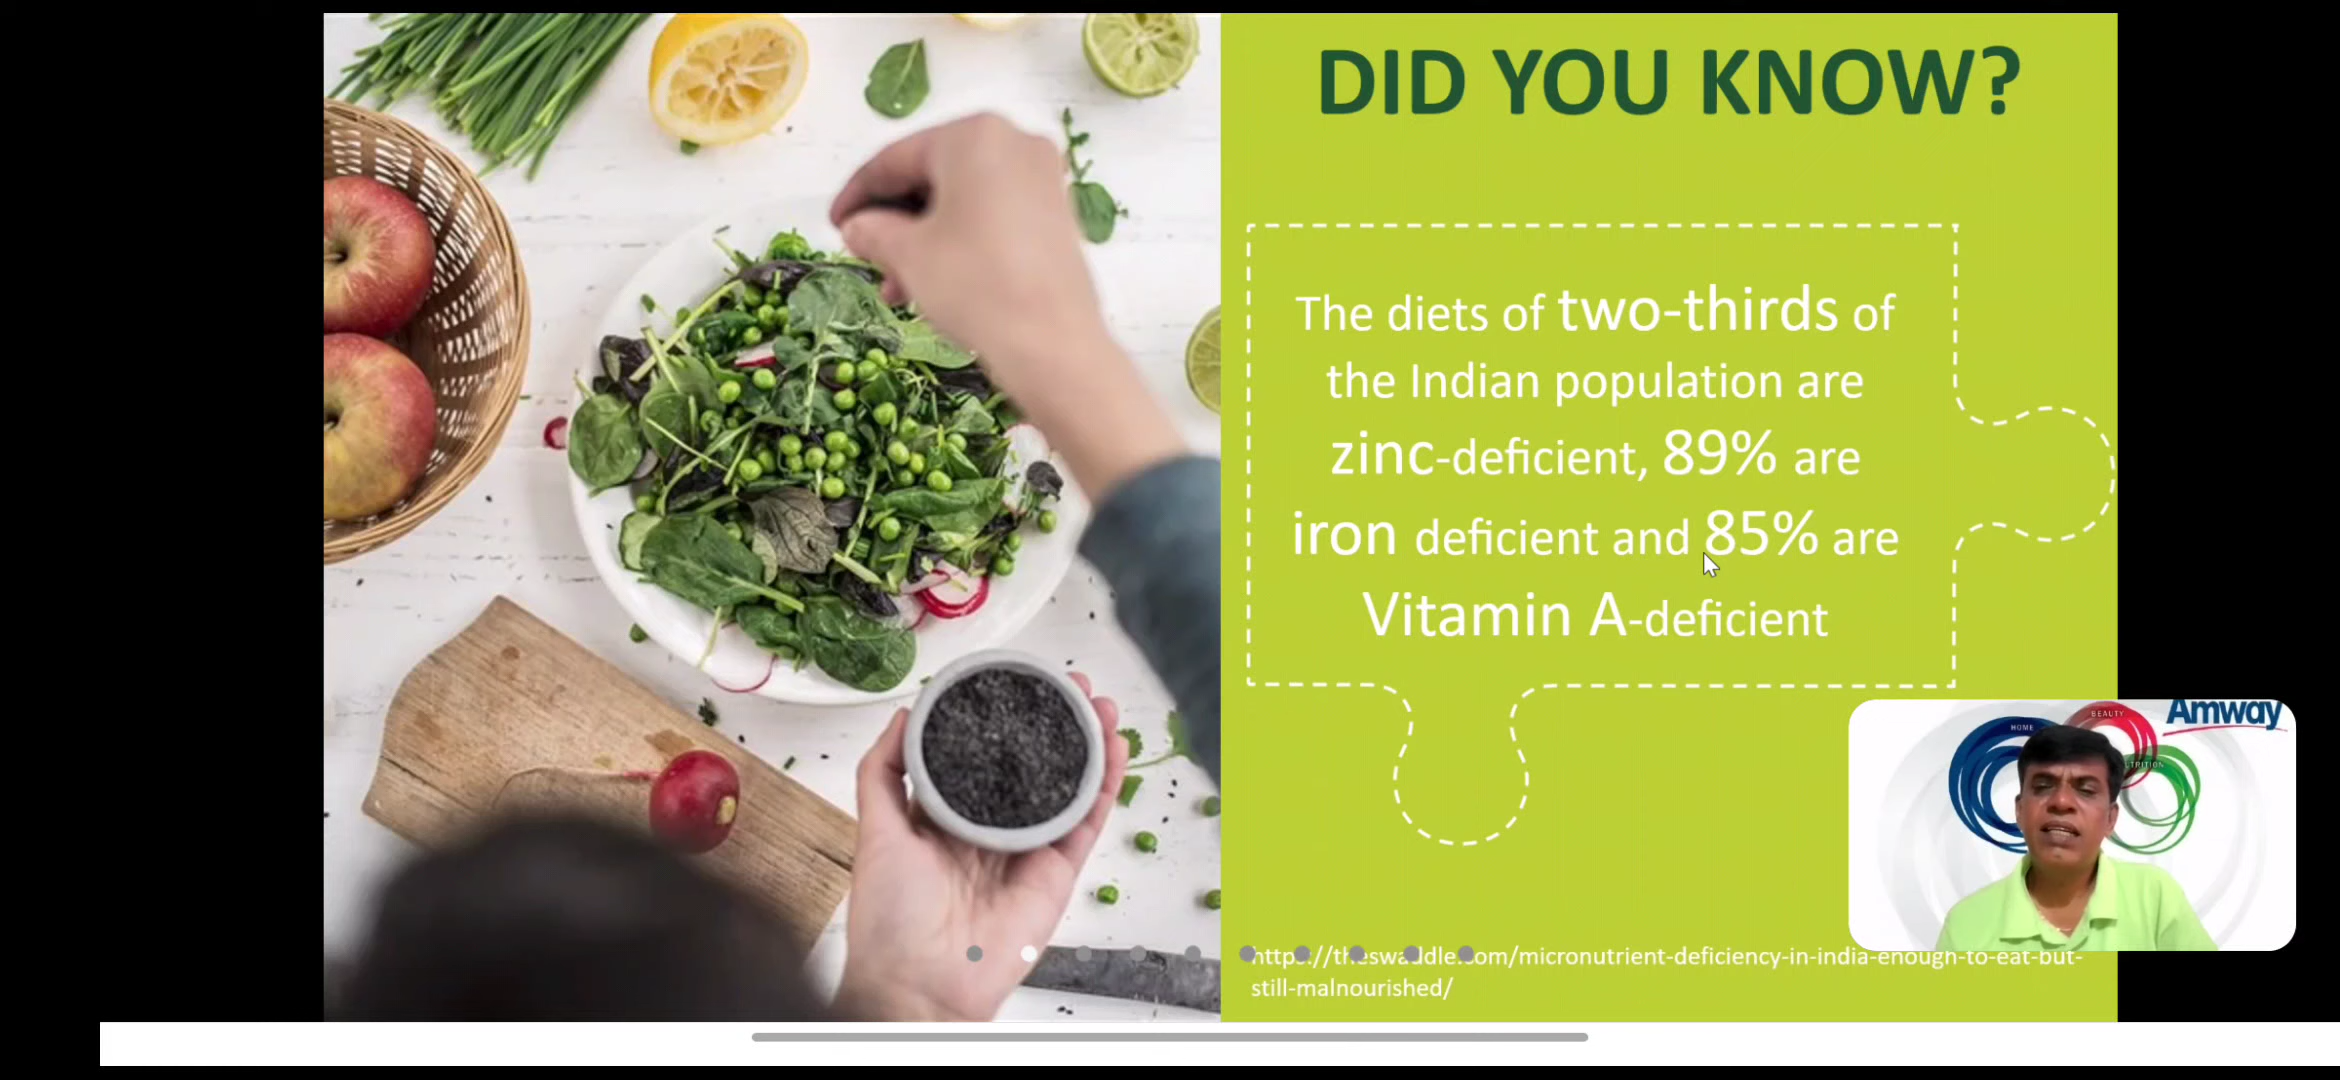 DID YOU KNOW?
The diets of two-thirds of
the Indian population are
zinc-deficient, 89% are
iron deficient and 85% are
Vitamin A-deficient
Amway
BEAUTY
HOME
https://theswaddle.com/micronutrient-deficiency-in-india-enough-to-eat-but-
still-malnourished/